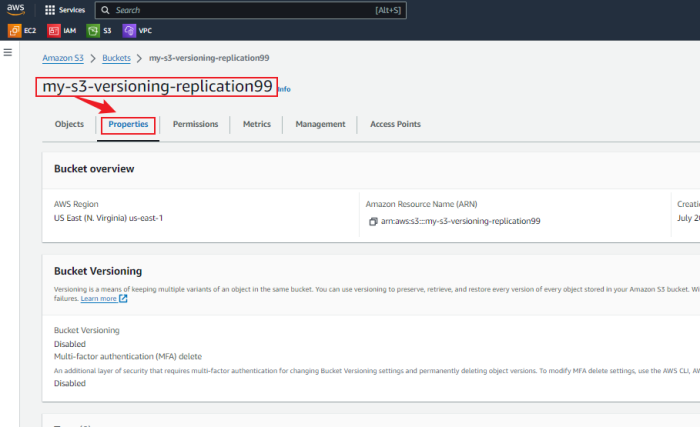 aws
Services
Search
[Alt+S]
EC2
IAM
S3
VPC
Amazon S3 > Buckets > my-s3-versioning-replication99
my-s3-versioning-replication99 Info
Objects
Properties
Permissions
Metrics
Management
Access Points
Bucket overview
AWS Region
US East (N. Virginia) us-east-1
Amazon Resource Name (ARN)
arn:aws:s3:::my-s3-versioning-replication99
Creati
July 20
Bucket Versioning
Versioning is a means of keeping multiple variants of an object in the same bucket. You can use versioning to preserve, retrieve, and restore every version of every object stored in your Amazon S3 bucket. Wi
failures. Learn more
Bucket Versioning
Disabled
Multi-factor authentication (MFA) delete
An additional layer of security that requires multi-factor authentication for changing Bucket Versioning settings and permanently deleting object versions. To modify MFA delete settings, use the AWS CLI, AW
Disabled